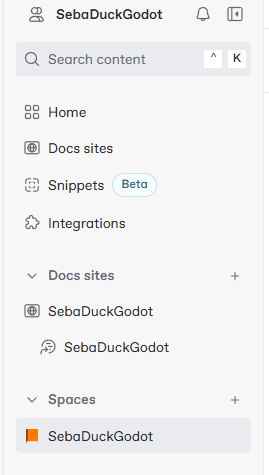 SebaDuckGodot
Search content ^ K
Home
Docs sites
Snippets Beta
Integrations
Docs sites +
SebaDuckGodot
SebaDuckGodot
Spaces +
SebaDuckGodot